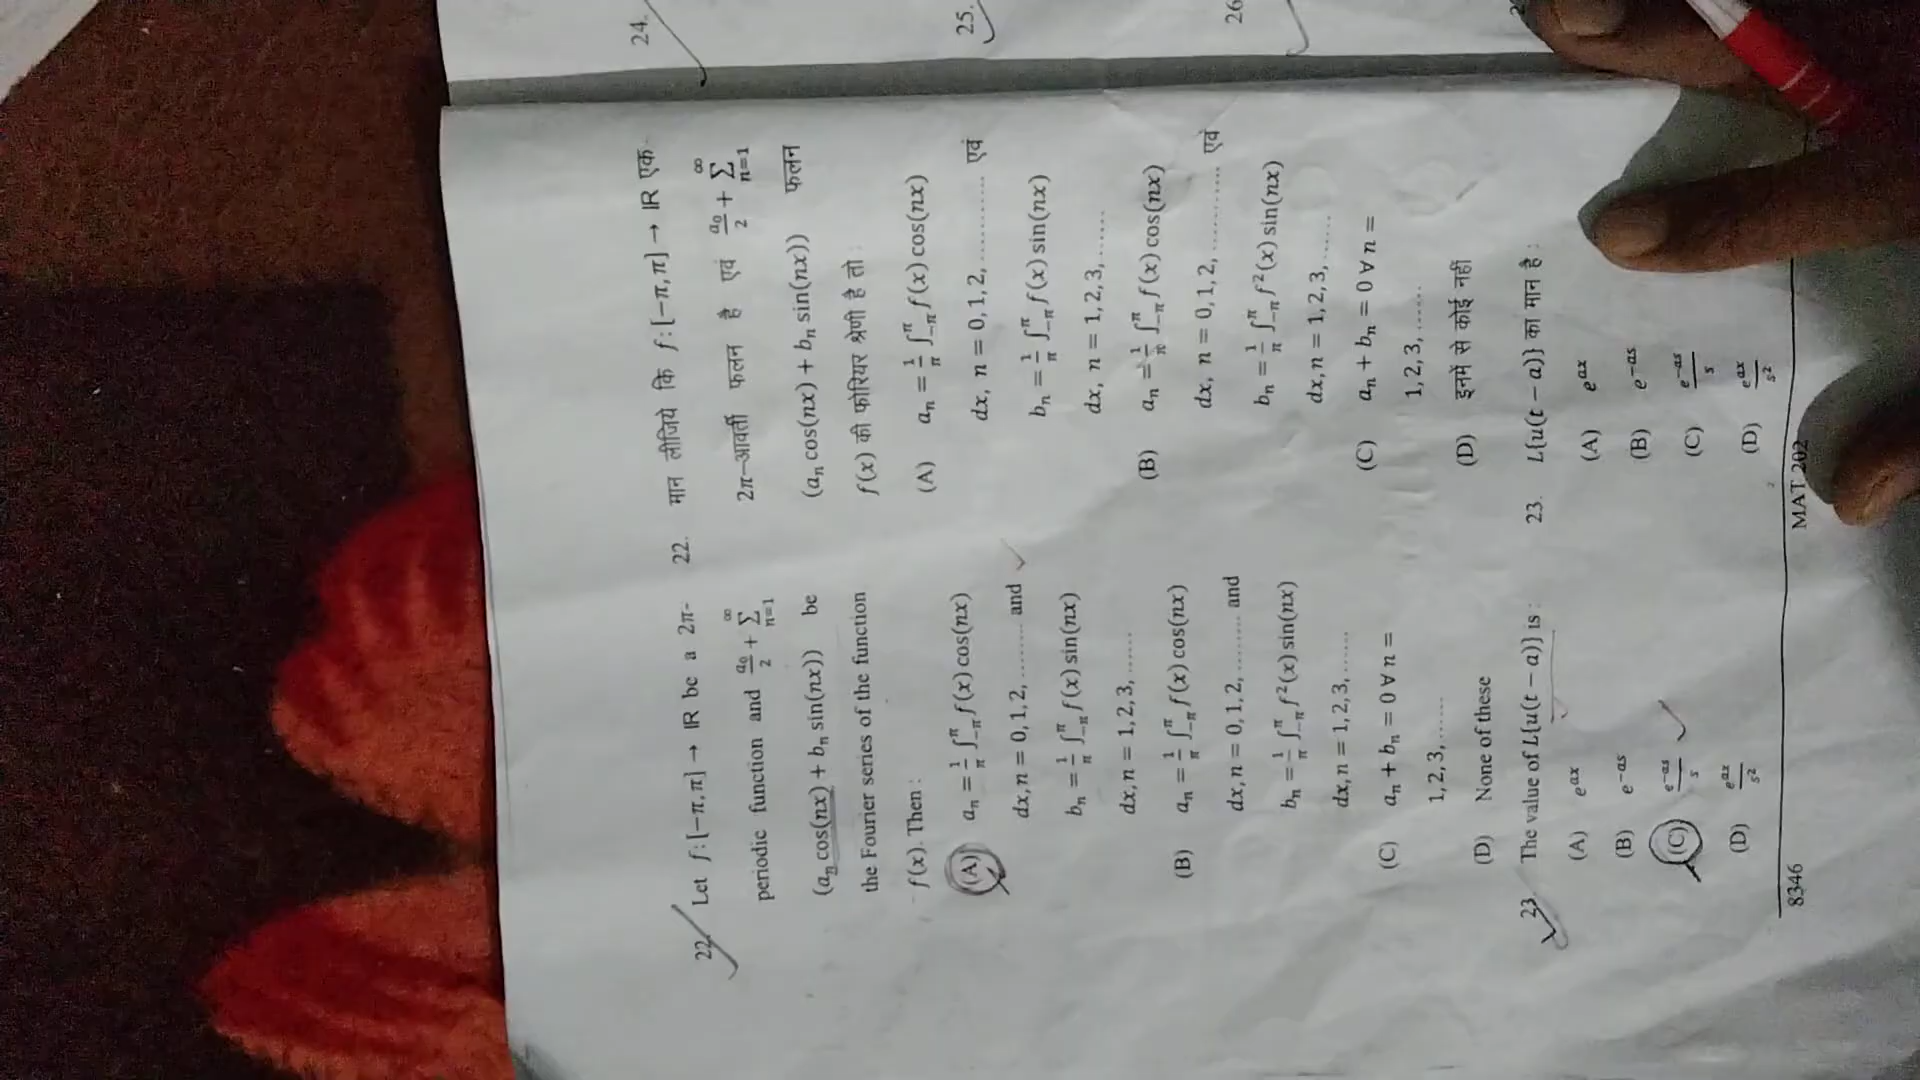 22. Let f:[−π,π] → IR be a 2π-
periodic function and a₀/2 + ∑_{n=1}^{∞}
(aₙ cos(nx) + bₙ sin(nx)) be
the Fourier series of the function
f(x). Then :
(A) aₙ = 1/π ∫_{−π}^{π} f(x) cos(nx)
dx, n = 0, 1, 2, ......... and
bₙ = 1/π ∫_{−π}^{π} f(x) sin(nx)
dx, n = 1, 2, 3, ......
(B) aₙ = 1/π ∫_{−π}^{π} f(x) cos(nx)
dx, n = 0, 1, 2, ......... and
bₙ = 1/π ∫_{−π}^{π} f²(x) sin(nx)
dx, n = 1, 2, 3, ......
(C) aₙ + bₙ = 0 ∀ n =
1, 2, 3, ......
(D) None of these
23. The value of L{u(t − a)} is :
(A) e^{ax}
(B) e^{−as}
(C) e^{−as}/s
(D) e^{ax}/s²
22. मान लीजिये कि f:[−π,π] → IR एक
2π−आवर्ती फलन है एवं a₀/2 + ∑_{n=1}^{∞}
(aₙ cos(nx) + bₙ sin(nx)) फलन
f(x) की फोरियर श्रेणी है तो :
(A) aₙ = 1/π ∫_{−π}^{π} f(x) cos(nx)
dx, n = 0, 1, 2, ............ एवं
bₙ = 1/π ∫_{−π}^{π} f(x) sin(nx)
dx, n = 1, 2, 3, ......
(B) aₙ = 1/π ∫_{−π}^{π} f(x) cos(nx)
dx, n = 0, 1, 2, ............ एवं
bₙ = 1/π ∫_{−π}^{π} f²(x) sin(nx)
dx, n = 1, 2, 3, ......
(C) aₙ + bₙ = 0 ∀ n =
1, 2, 3, ......
(D) इनमें से कोई नहीं
23. L{u(t − a)} का मान है :
(A) e^{ax}
(B) e^{−as}
(C) e^{−as}/s
(D) e^{ax}/s²
8346 MAT 202
24.
25.
26